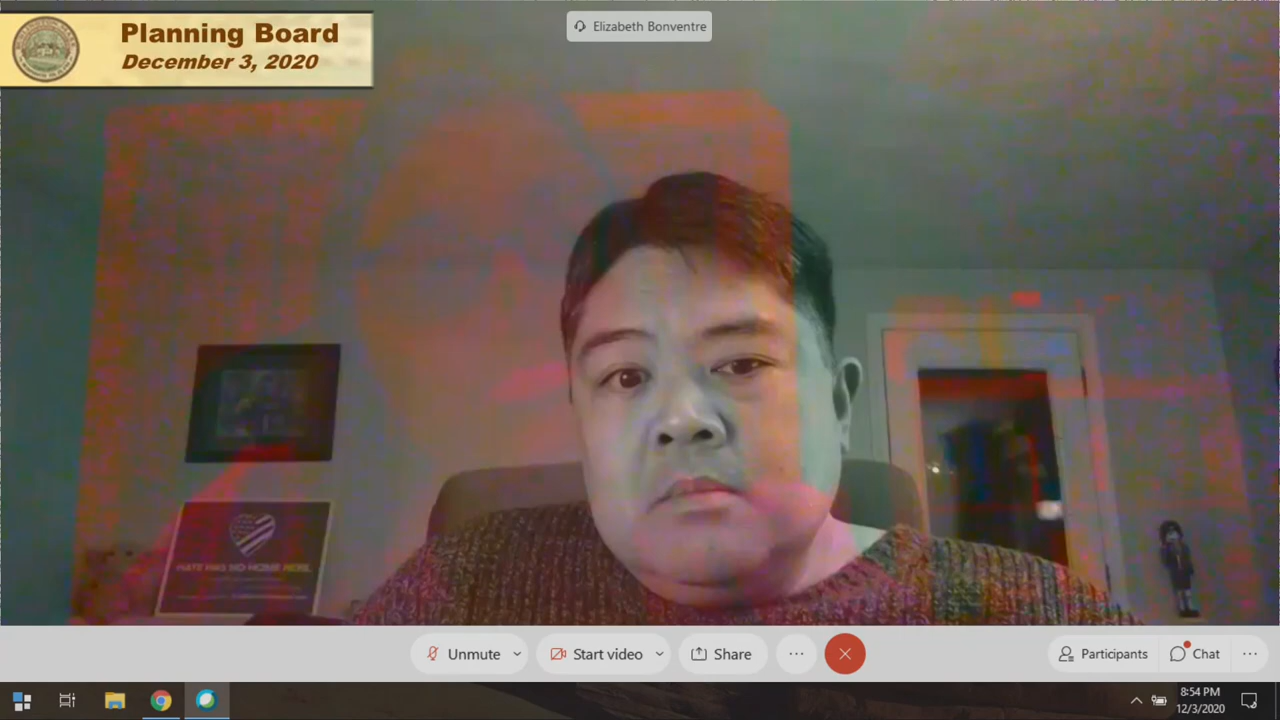 Planning Board
December 3, 2020
Elizabeth Bonventre
HATE HAS NO HOME HERE.
Unmute
Start video
Share
Participants
Chat
8:54 PM
12/3/2020